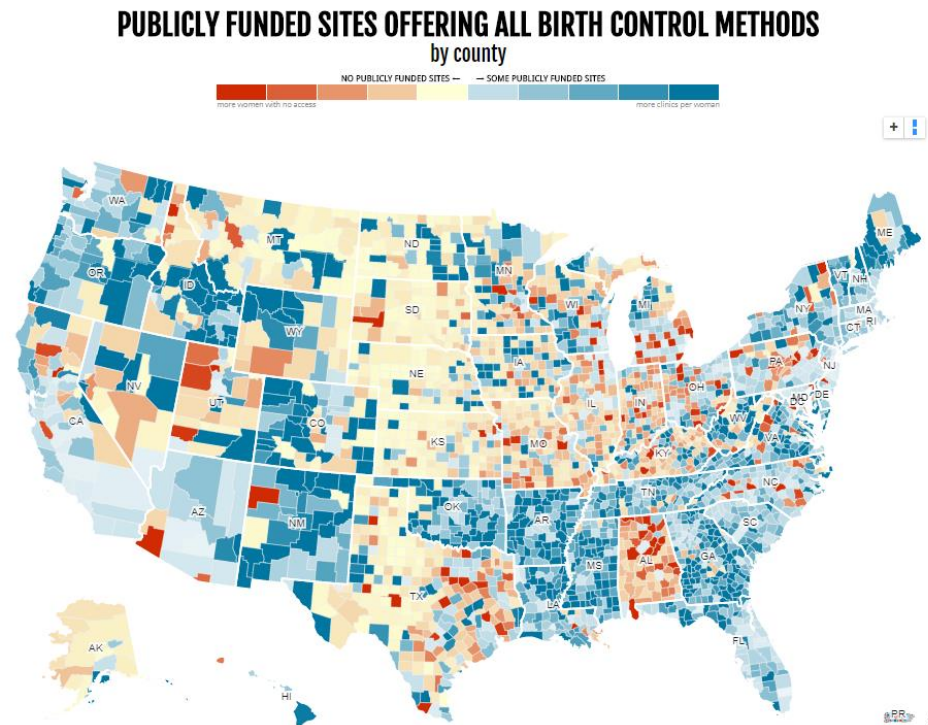 PUBLICLY FUNDED SITES OFFERING ALL BIRTH CONTROL METHODS
by county
NO PUBLICLY FUNDED SITES — — SOME PUBLICLY FUNDED SITES
more women with no access more clinics per woman
+
WA
MT
ND
MN
ME
OR
ID
SD
WI
MI
VT
NH
NY
MA
CT
RI
WY
IA
NE
PA
NJ
NV
UT
CO
IL
IN
OH
MD
DC
DE
CA
KS
MO
WV
VA
KY
AZ
NM
OK
AR
TN
NC
SC
MS
AL
GA
TX
LA
FL
AK
HI
PR